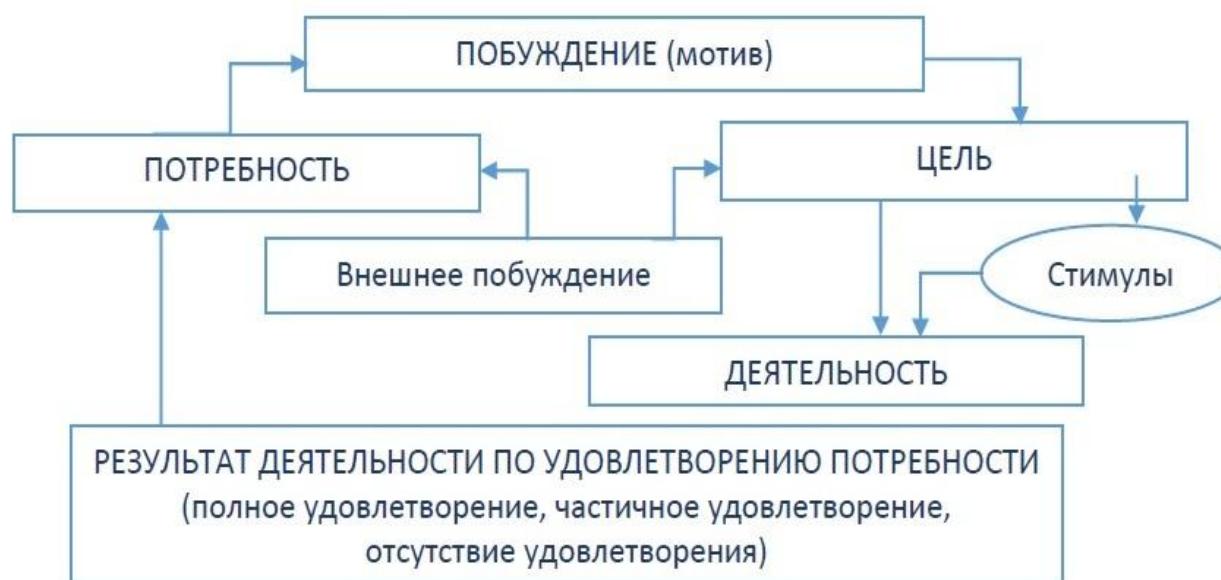 ПОБУЖДЕНИЕ (мотив)
ПОТРЕБНОСТЬ
ЦЕЛЬ
Внешнее побуждение
Стимулы
ДЕЯТЕЛЬНОСТЬ
РЕЗУЛЬТАТ ДЕЯТЕЛЬНОСТИ ПО УДОВЛЕТВОРЕНИЮ ПОТРЕБНОСТИ
(полное удовлетворение, частичное удовлетворение,
отсутствие удовлетворения)